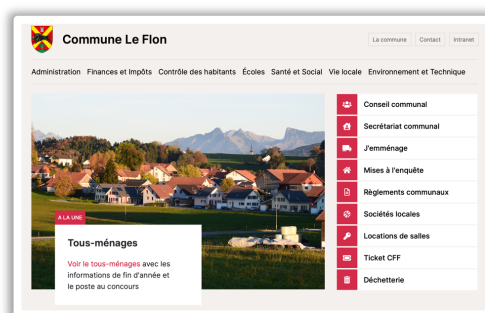 Commune Le Flon
La commune Contact Intranet
Administration Finances et Impôts Contrôle des habitants Écoles Santé et Social Vie locale Environnement et Technique
A LA UNE
Tous-ménages
Voir le tous-ménages avec les
informations de fin d'année et
le poste au concours
Conseil communal
Secrétariat communal
J'emménage
Mises à l'enquête
Règlements communaux
Sociétés locales
Locations de salles
Ticket CFF
Déchetterie